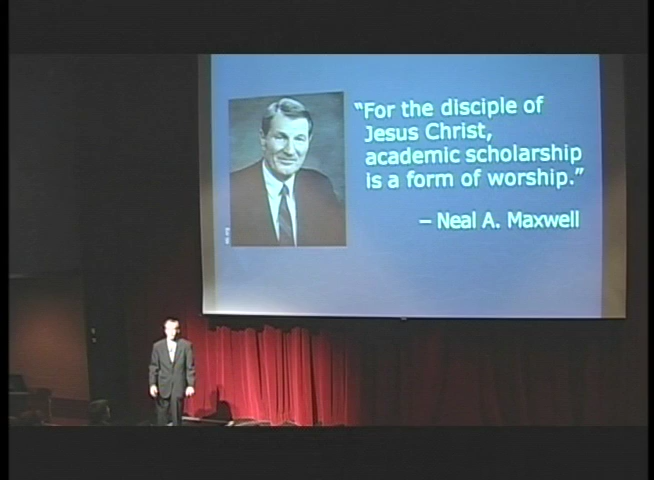 “For the disciple of
Jesus Christ,
academic scholarship
is a form of worship.”
– Neal A. Maxwell